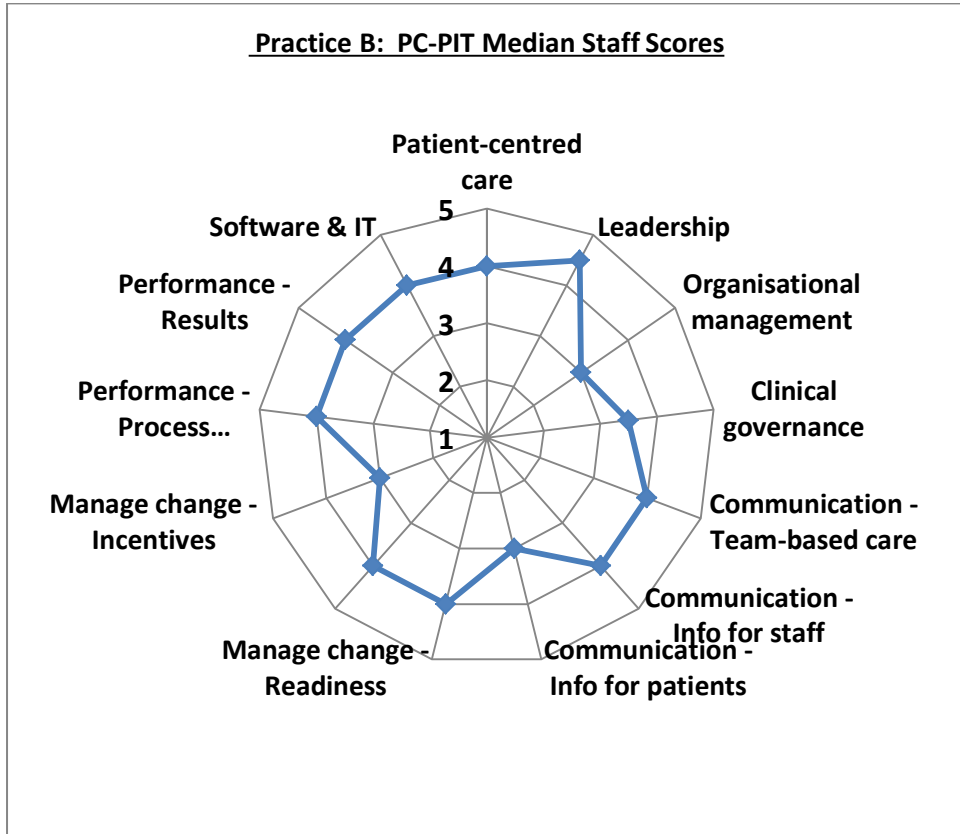 Practice B: PC-PIT Median Staff Scores
Patient-centred
care
Leadership
Organisational
management
Clinical
governance
Communication -
Team-based care
Communication -
Info for staff
Communication -
Info for patients
Manage change -
Readiness
Manage change -
Incentives
Performance -
Process...
Performance -
Results
Software & IT
5
4
3
2
1